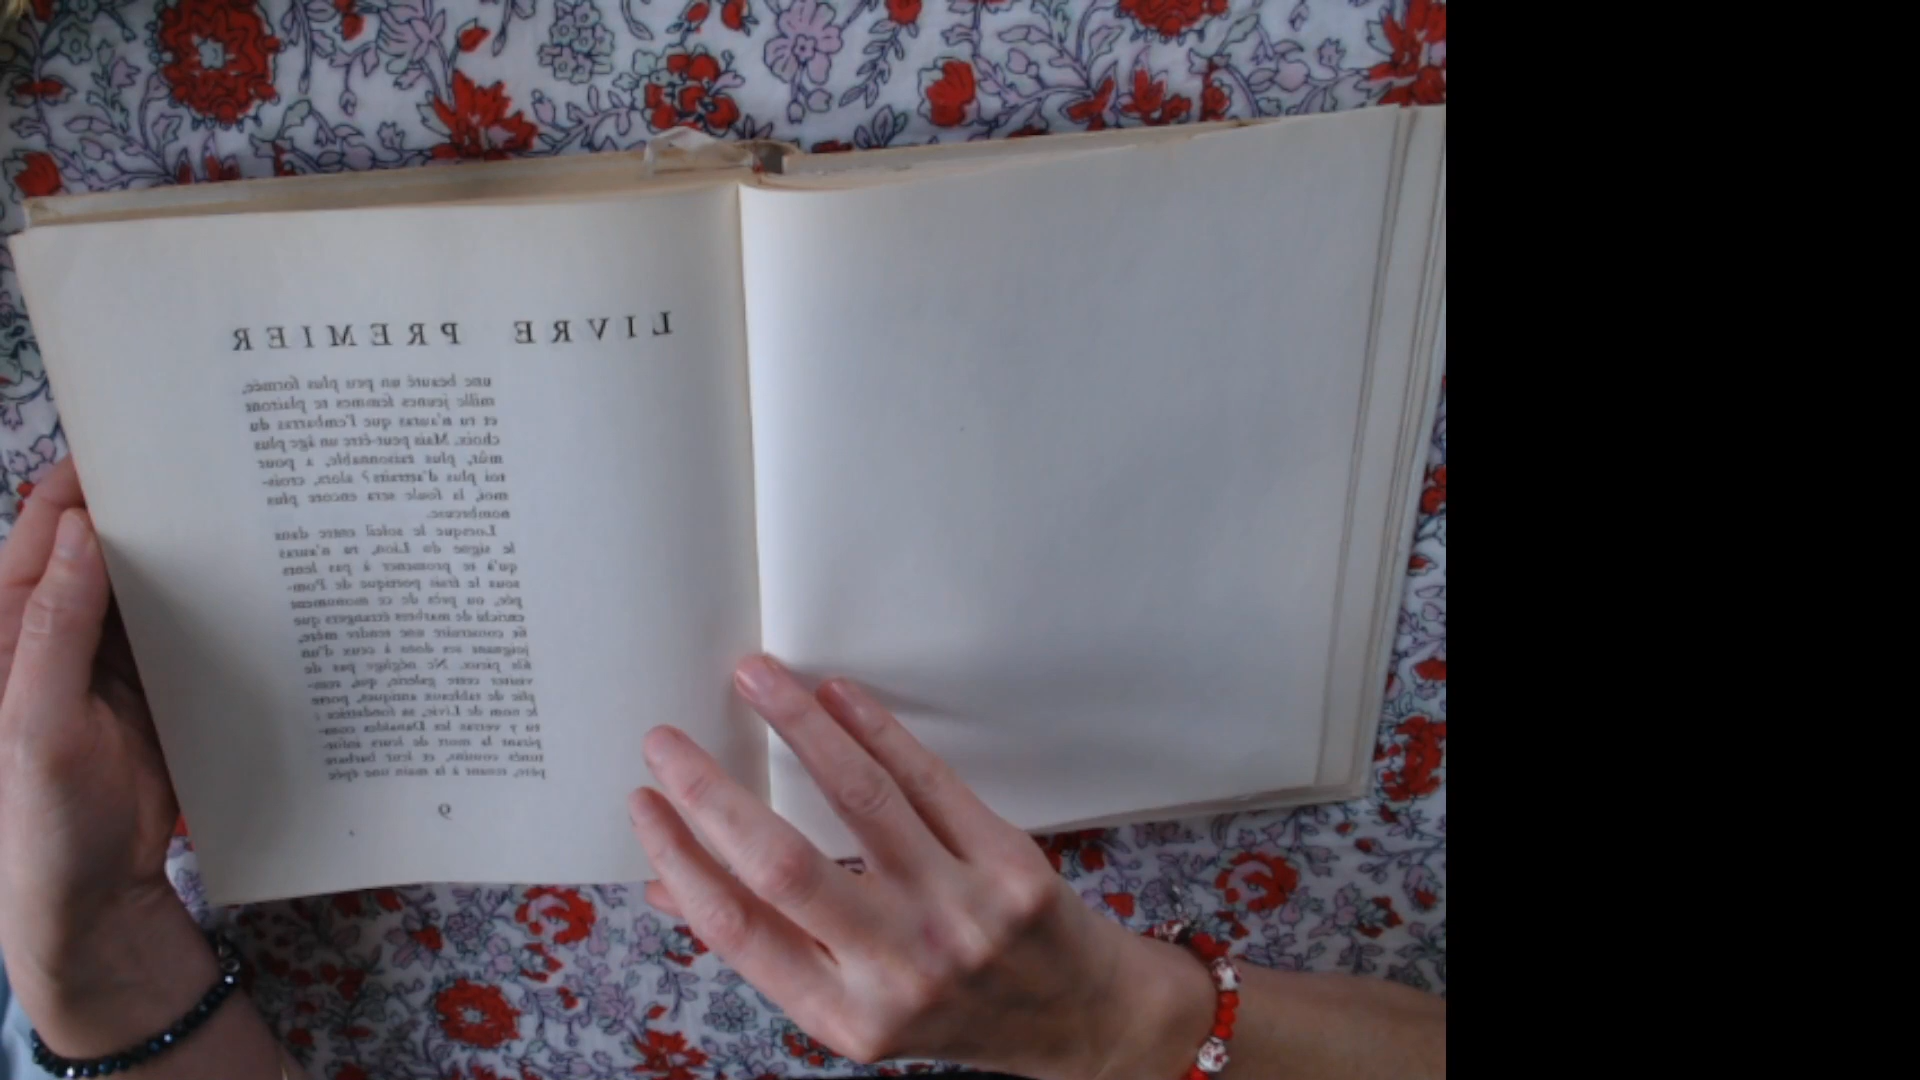 LIVRE PREMIER
une beauté un peu plus formée,
mille jeunes femmes te plairont
et tu n'auras que l'embarras du
choix. Mais peut-être un âge plus
mûr, plus raisonnable, a pour
toi plus d'attraits ? alors, crois-
moi, la foule sera encore plus
nombreuse.
Lorsque le soleil entre dans
le signe du Lion, tu n'auras
qu'à te promener à pas lents
sous le frais portique de Pom-
pée, ou près de ce monument
enrichi de marbres étrangers que
fit construire une tendre mère,
joignant ses dons à ceux d'un
fils pieux. Ne néglige pas de
visiter cette galerie, qui, rem-
plie de tableaux antiques, porte
le nom de Livie, sa fondatrice ;
tu y verras les Danaïdes cons-
pirant la mort de leurs infor-
tunés cousins, et leur barbare
père, tenant à la main une épée
9